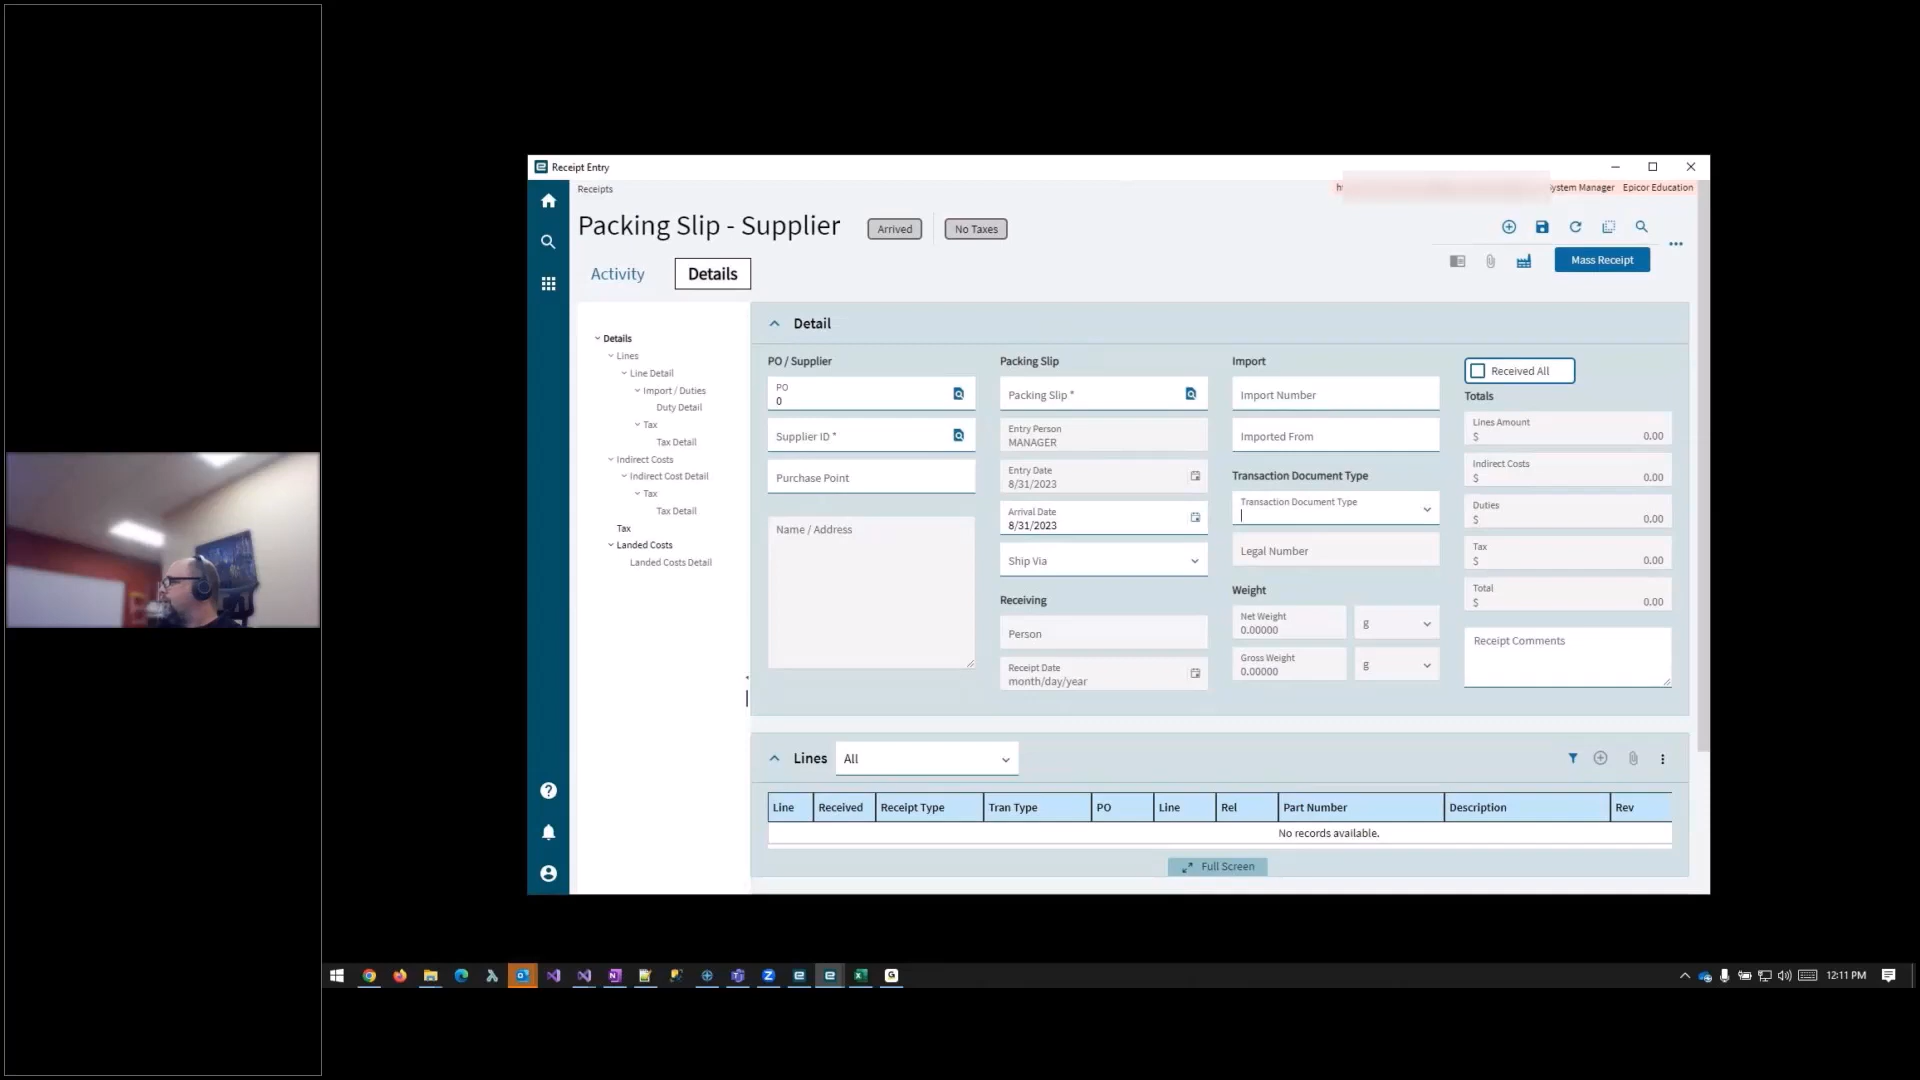 Receipt Entry
Receipts
System Manager Epicor Education
Packing Slip - Supplier Arrived No Taxes
Mass Receipt
Activity Details
Details
Lines
Line Detail
Import / Duties
Duty Detail
Tax
Tax Detail
Indirect Costs
Indirect Cost Detail
Tax
Tax Detail
Tax
Landed Costs
Landed Costs Detail
Detail
PO / Supplier
PO
0
Supplier ID *
Purchase Point
Name / Address
Packing Slip
Packing Slip *
Entry Person
MANAGER
Entry Date
8/31/2023
Arrival Date
8/31/2023
Ship Via
Receiving
Person
Receipt Date
month/day/year
Import
Import Number
Imported From
Transaction Document Type
Transaction Document Type
Legal Number
Weight
Net Weight
0.00000 g
Gross Weight
0.00000 g
Received All
Totals
Lines Amount
$ 0.00
Indirect Costs
$ 0.00
Duties
$ 0.00
Tax
$ 0.00
Total
$ 0.00
Receipt Comments
Lines All
Line Received Receipt Type Tran Type PO Line Rel Part Number Description Rev
No records available.
Full Screen
12:11 PM